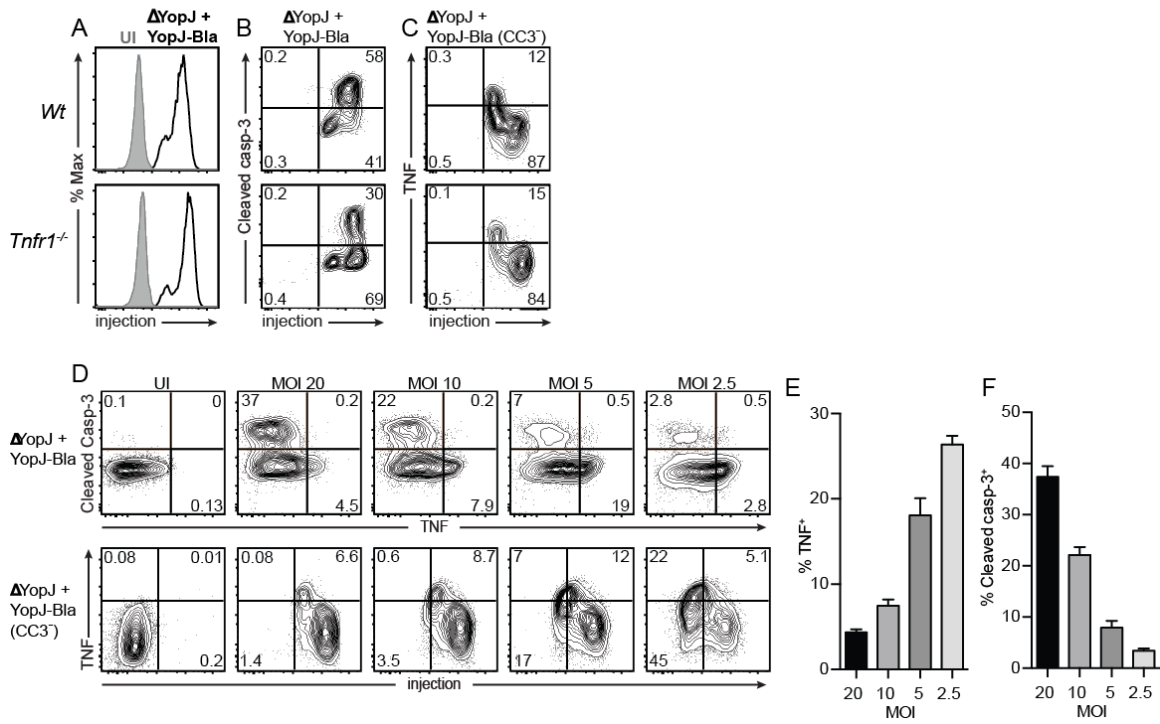 A
UI
ΔYopJ +
YopJ-Bla
B
ΔYopJ +
YopJ-Bla
C
ΔYopJ +
YopJ-Bla (CC3⁻)
Wt
Tnfr1⁻/⁻
% Max
injection
Cleaved casp-3
0.2 58
0.3 41
0.2 30
0.4 69
injection
TNF
0.3 12
0.5 87
0.1 15
0.5 84
injection
D
UI MOI 20 MOI 10 MOI 5 MOI 2.5
ΔYopJ +
YopJ-Bla
Cleaved Casp-3
0.1 0 37 0.2 22 0.2 7 0.5 2.8 0.5
0.13 4.5 7.9 19 2.8
TNF
ΔYopJ +
YopJ-Bla
(CC3⁻)
TNF
0.08 0.01 0.08 6.6 0.6 8.7 7 12 22 5.1
0.2 1.4 3.5 17 45
injection
E
% TNF⁺
30
20
10
0
20 10 5 2.5
MOI
F
% Cleaved casp-3⁺
50
40
30
20
10
0
20 10 5 2.5
MOI